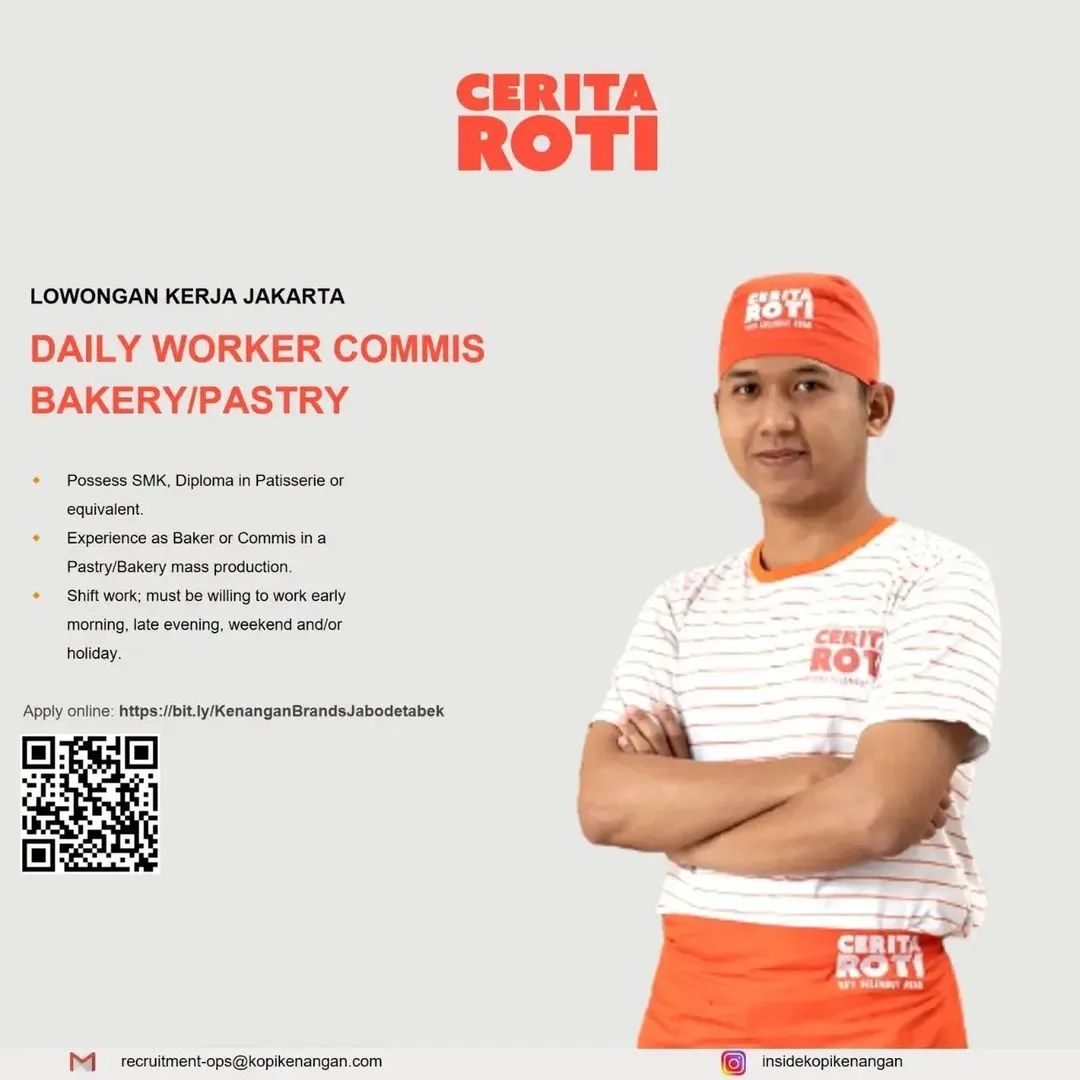 CERITA
ROTI
LOWONGAN KERJA JAKARTA
DAILY WORKER COMMIS
BAKERY/PASTRY
Possess SMK, Diploma in Patisserie or
equivalent.
Experience as Baker or Commis in a
Pastry/Bakery mass production.
Shift work; must be willing to work early
morning, late evening, weekend and/or
holiday.
Apply online: https://bit.ly/KenanganBrandsJabodetabek
CERITA
ROTI
CERIT
ROT
CERITA
ROTI
recruitment-ops@kopikenangan.com
insidekopikenangan